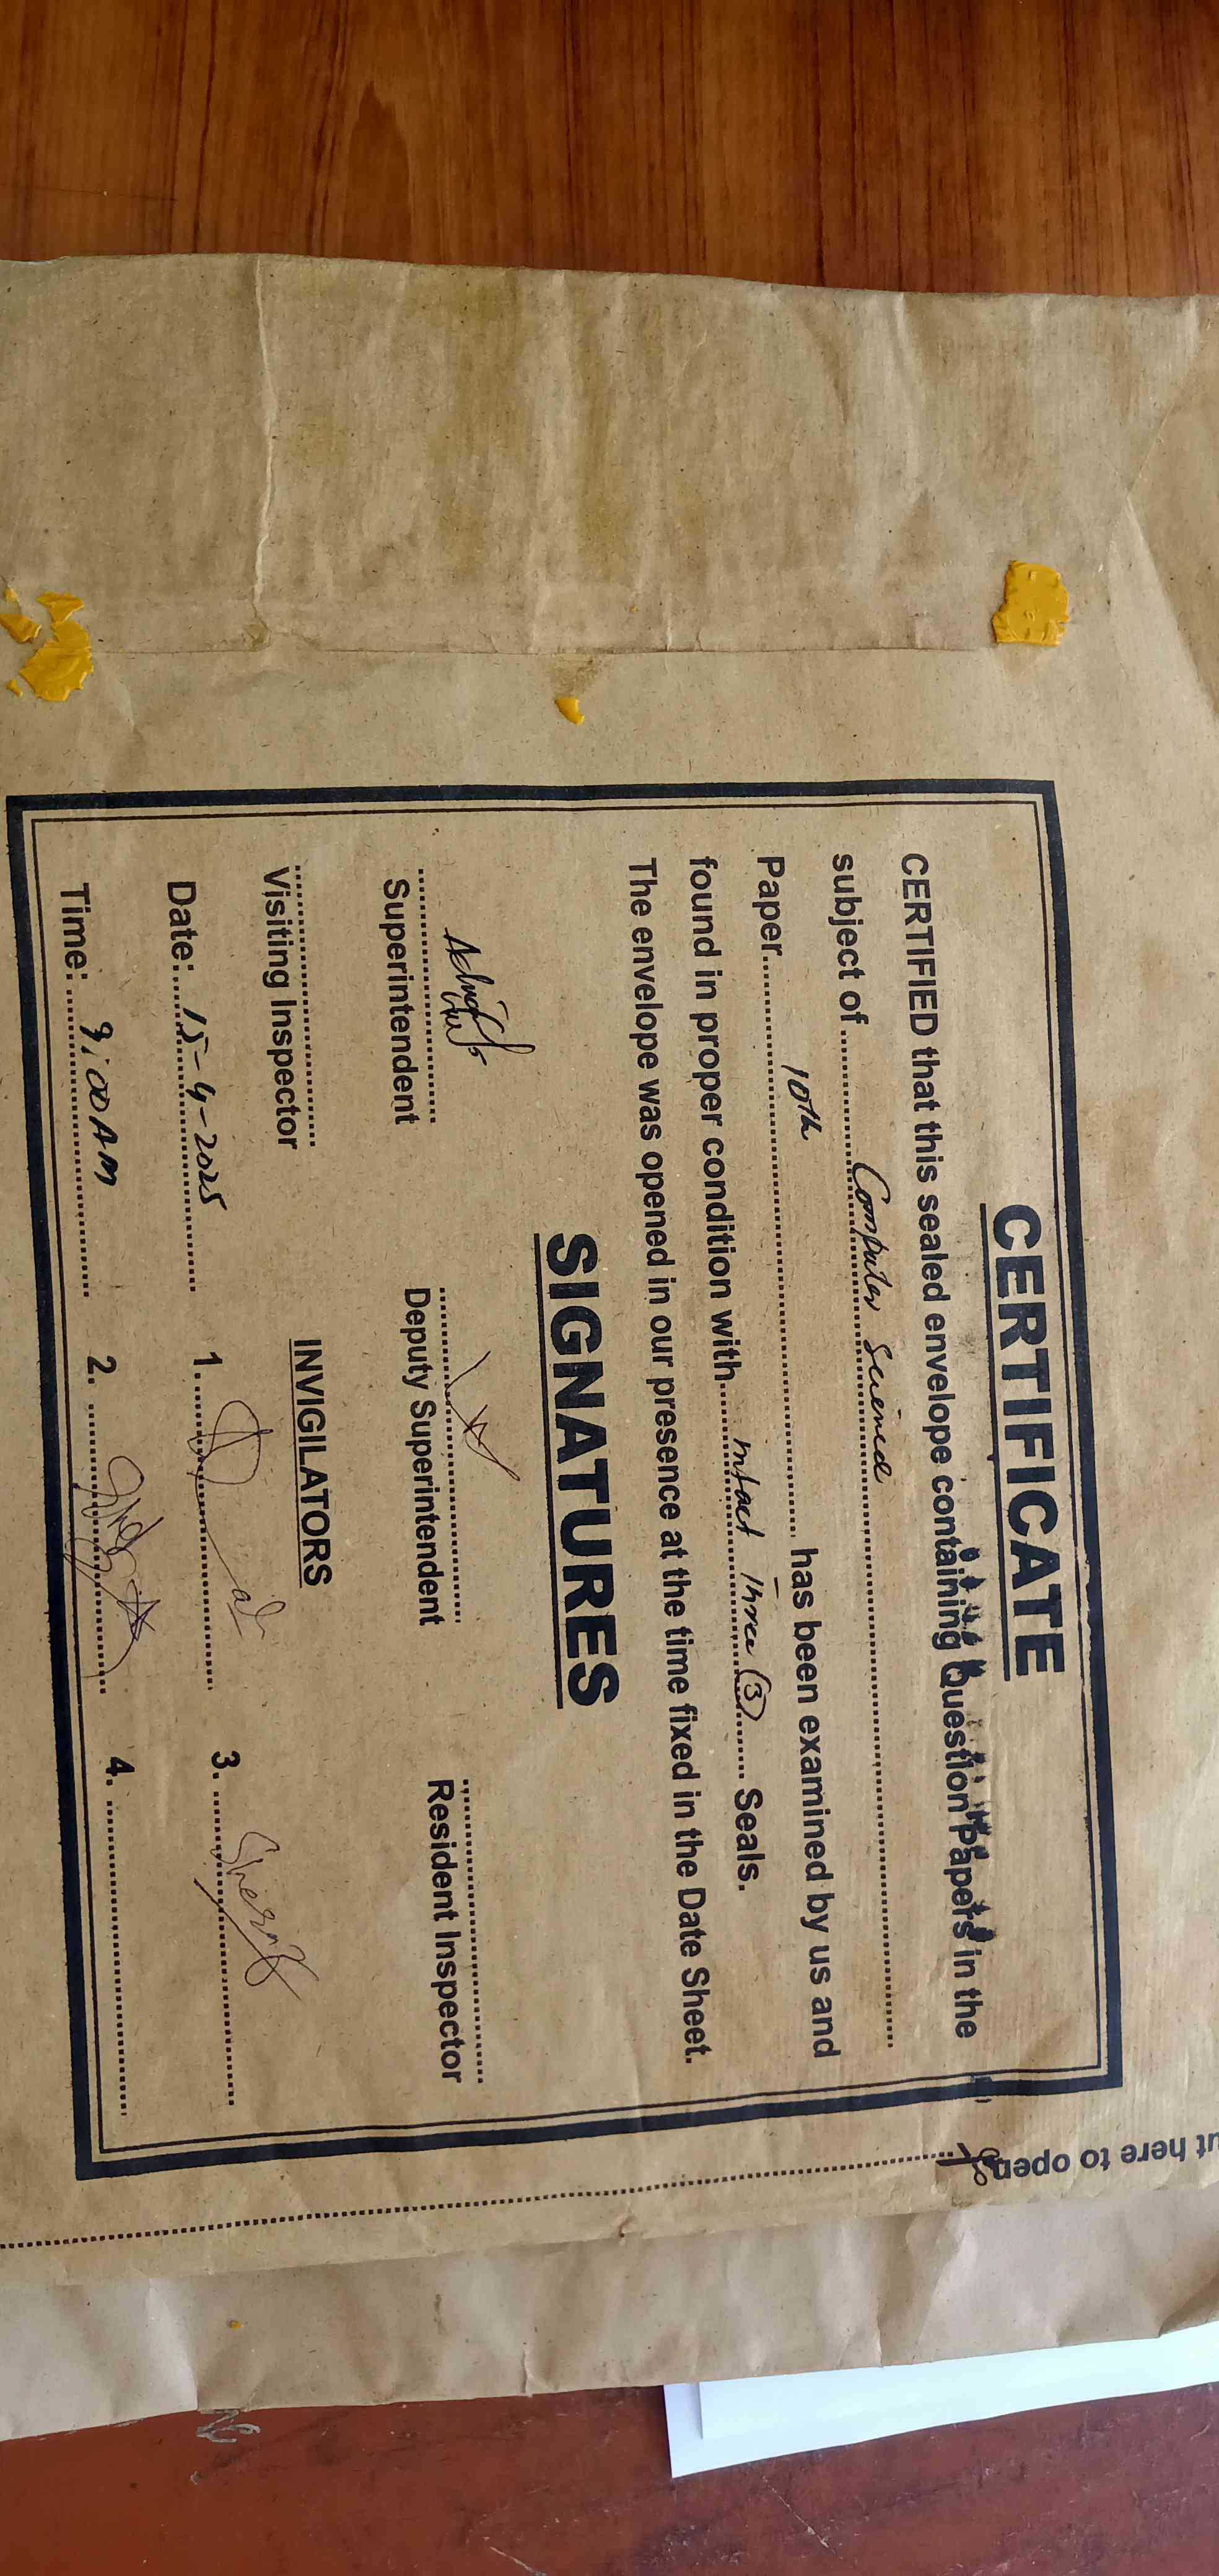 CERTIFICATE
CERTIFIED that this sealed envelope containing Question Papers in the
subject of ........ Computer Science ........
Paper ........ 10th ........ has been examined by us and
found in proper condition with ........ intact Three (3) ........ Seals.
The envelope was opened in our presence at the time fixed in the Date Sheet.
SIGNATURES
Superintendent Deputy Superintendent Resident Inspector
Visiting Inspector
INVIGILATORS
Date: 15-4-2025 1. 3.
Time: 9:00 AM 2. 4.
ut here to open